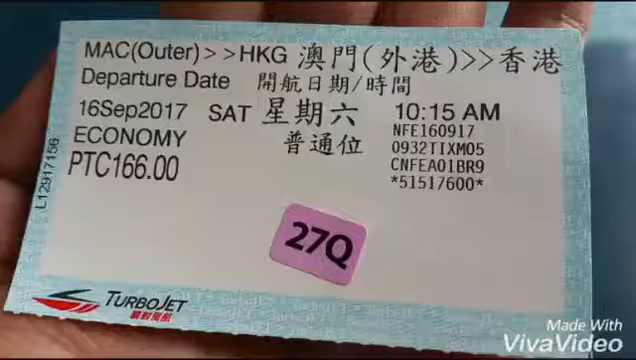 MAC(Outer)>>HKG 澳門(外港)>>香港
Departure Date 開航日期/時間
16Sep2017 SAT 星期六 10:15 AM
ECONOMY 普通位
NFE160917
0932TIXM05
CNFEA01BR9
*51517600*
PTC166.00
L12917156
27Q
TURBOJET
噴射飛航
Made With
VivaVideo